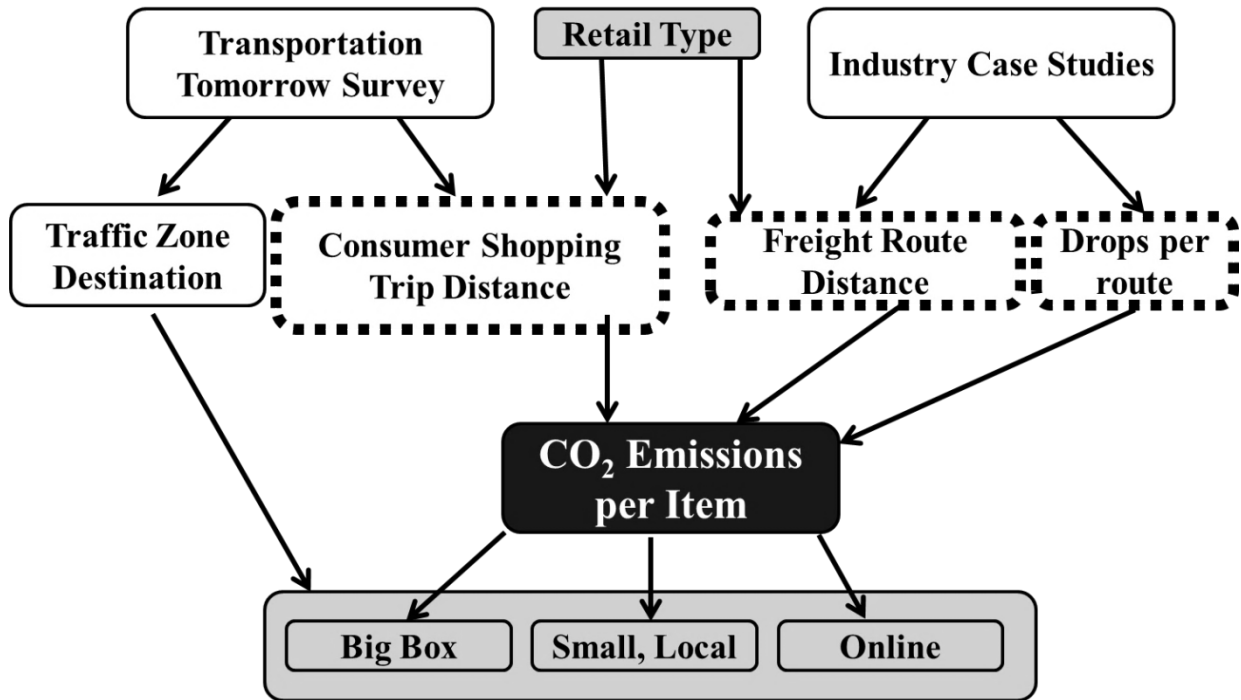 Transportation
Tomorrow Survey
Retail Type
Industry Case Studies
Traffic Zone
Destination
Consumer Shopping
Trip Distance
Freight Route
Distance
Drops per
route
CO₂ Emissions
per Item
Big Box
Small, Local
Online